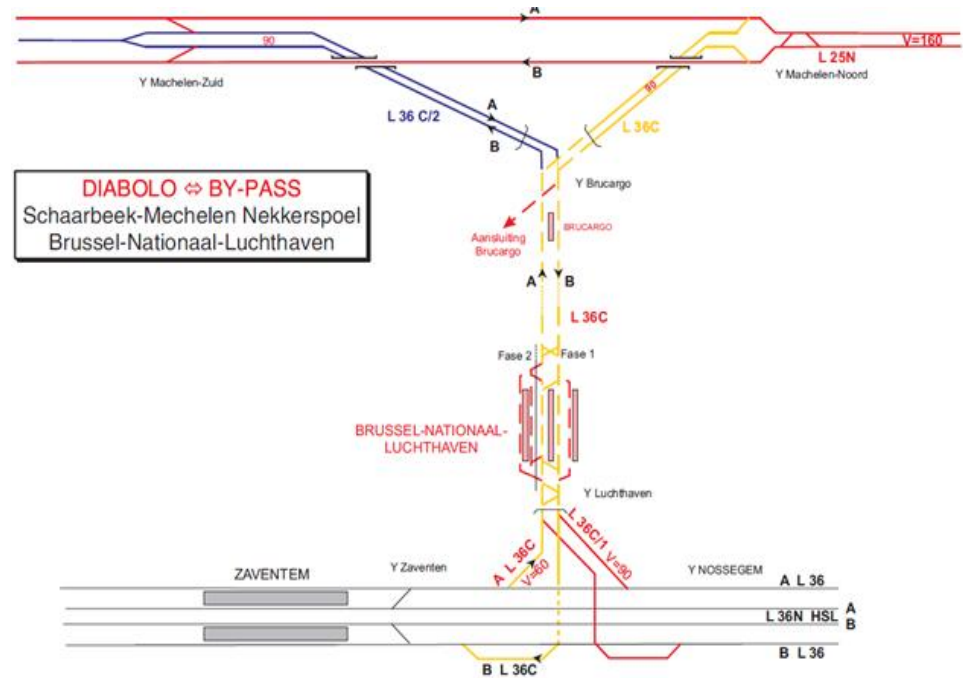 A
90
V=160
L 25N
B
Y Machelen-Zuid
Y Machelen-Noord
90
A
L 36 C/2
B
L 36C
DIABOLO ⇔ BY-PASS
Schaarbeek-Mechelen Nekkerspoel
Brussel-Nationaal-Luchthaven
Y Brucargo
BRUCARGO
Aansluiting
Brucargo
A
B
L 36C
Fase 2
Fase 1
BRUSSEL-NATIONAAL-
LUCHTHAVEN
Y Luchthaven
L 36C/1
V=90
A L 36C
V=60
ZAVENTEM
Y Zaventen
Y NOSSEGEM
A L 36
L 36N HSL
A
B
B L 36C
B L 36